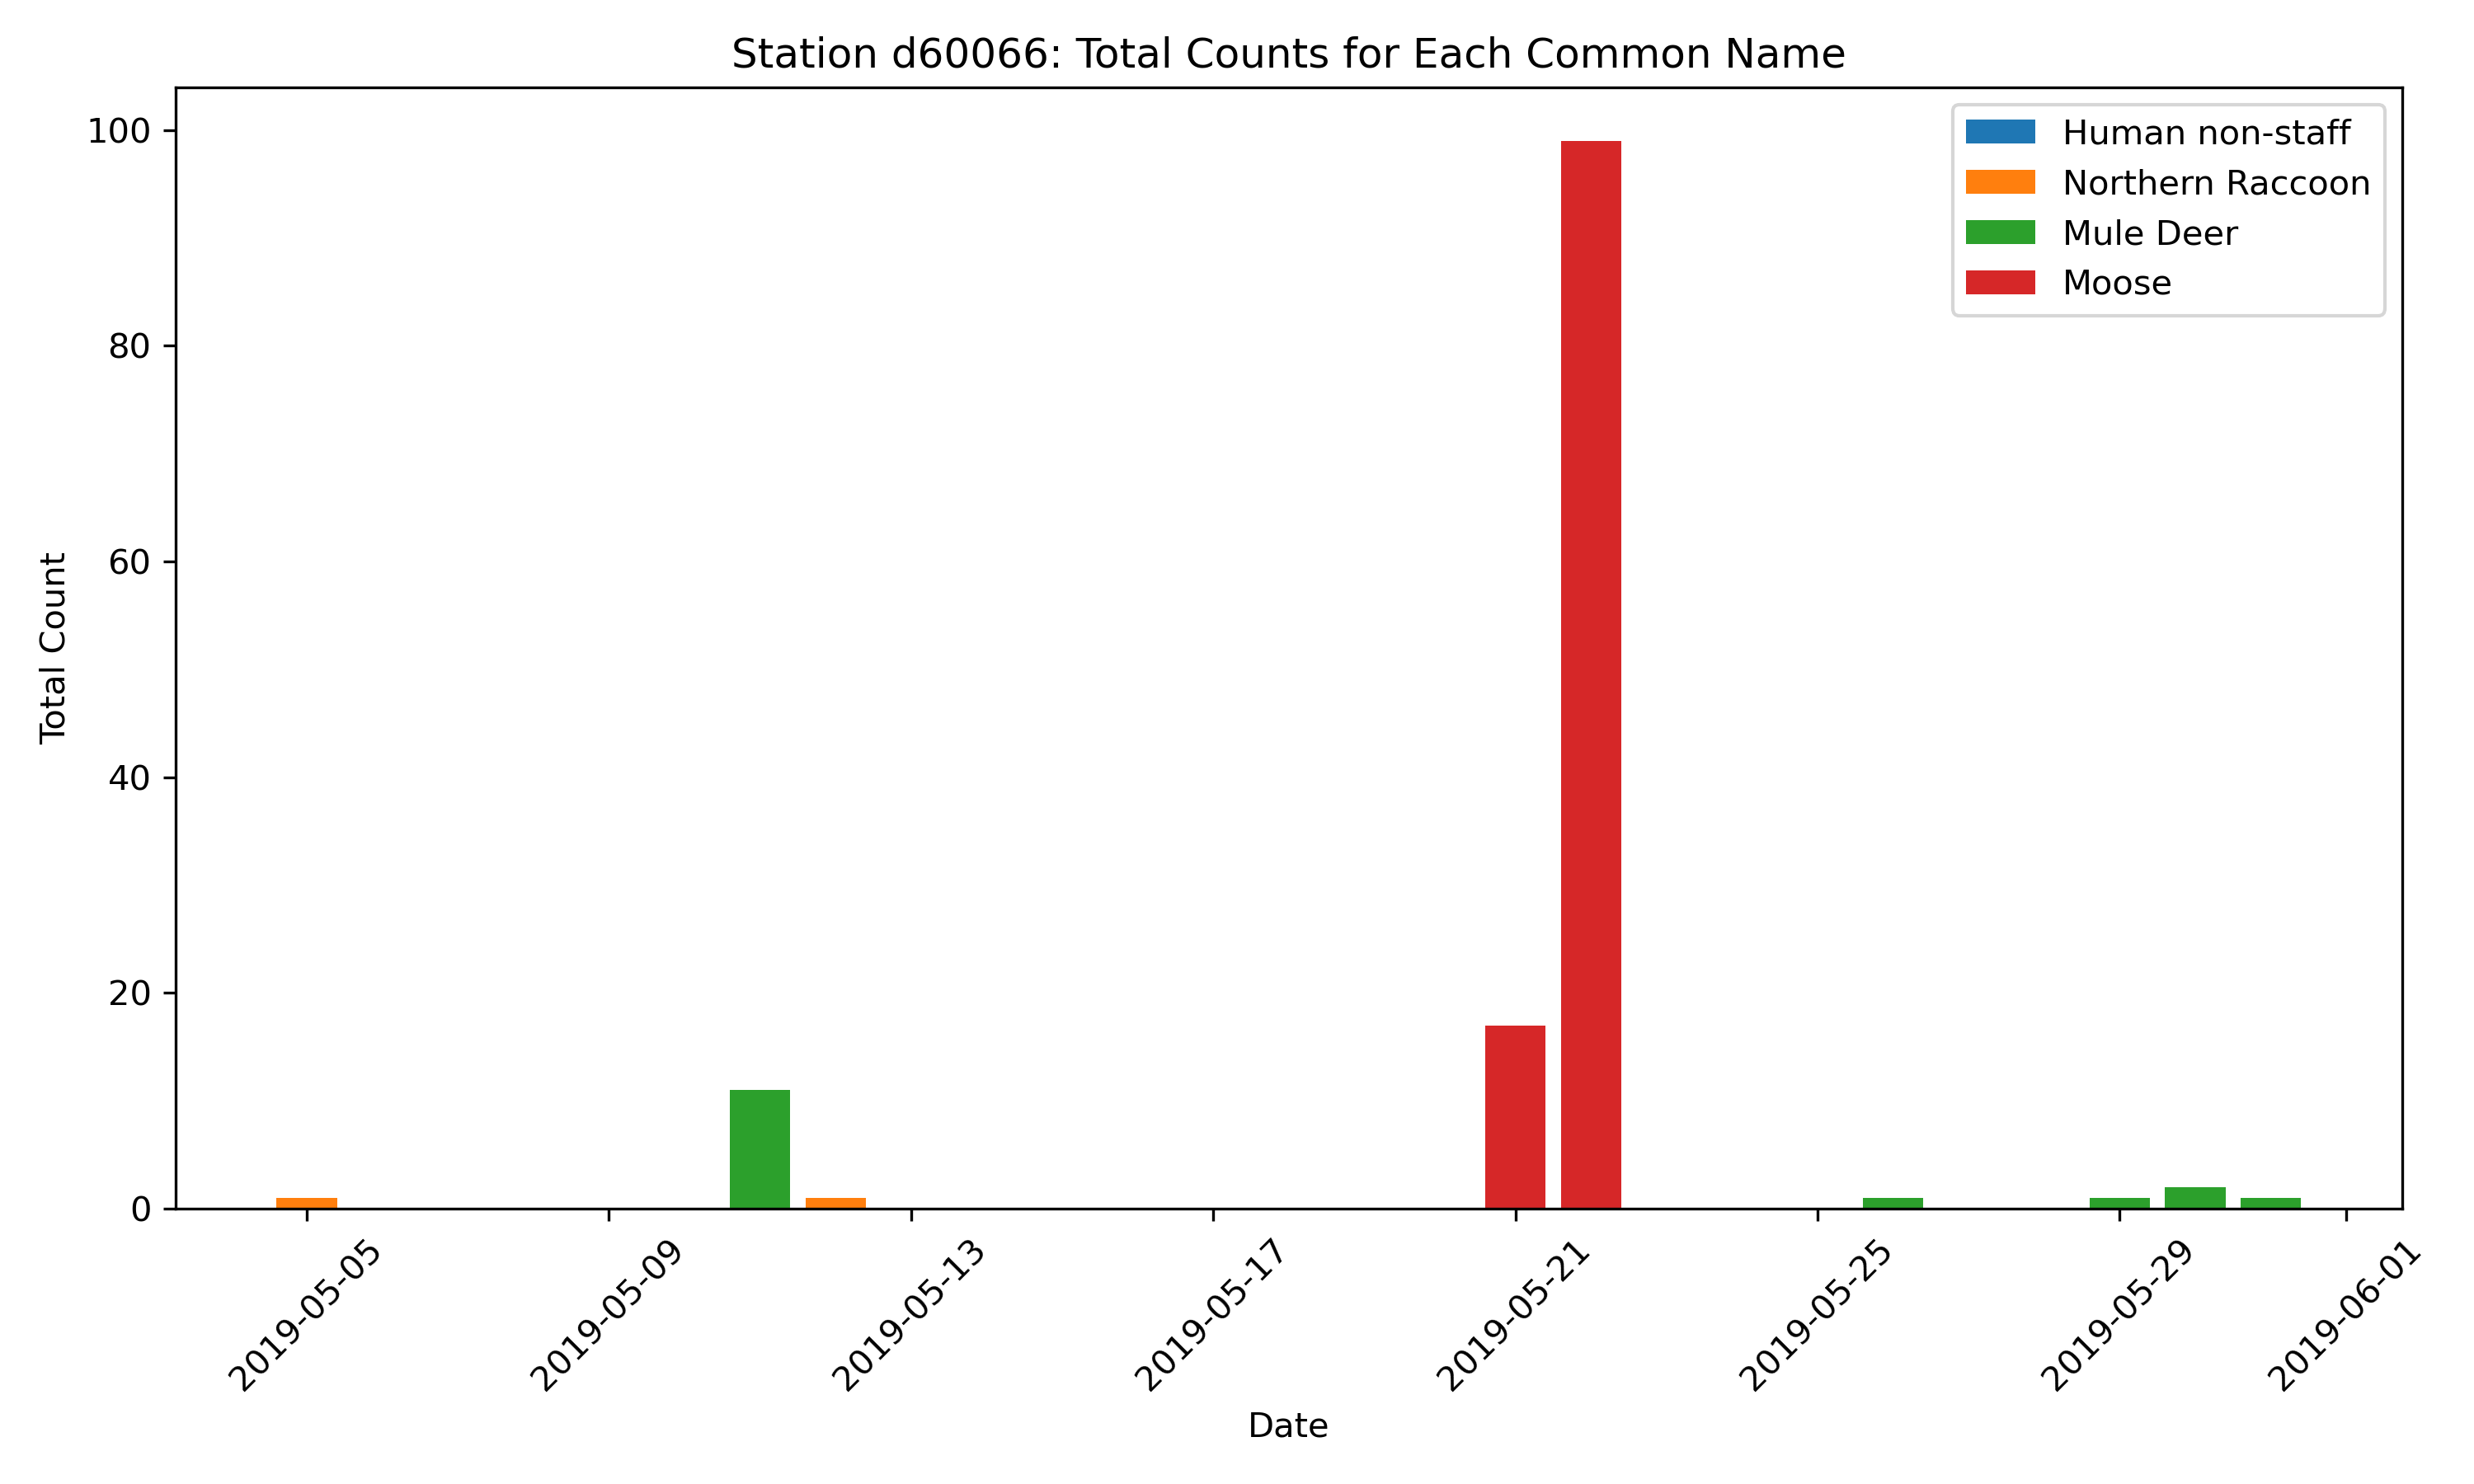 Station d60066: Total Counts for Each Common Name
Human non-staff
Northern Raccoon
Mule Deer
Moose
Total Count
100
80
60
40
20
0
2019-05-05
2019-05-09
2019-05-13
2019-05-17
2019-05-21
2019-05-25
2019-05-29
2019-06-01
Date